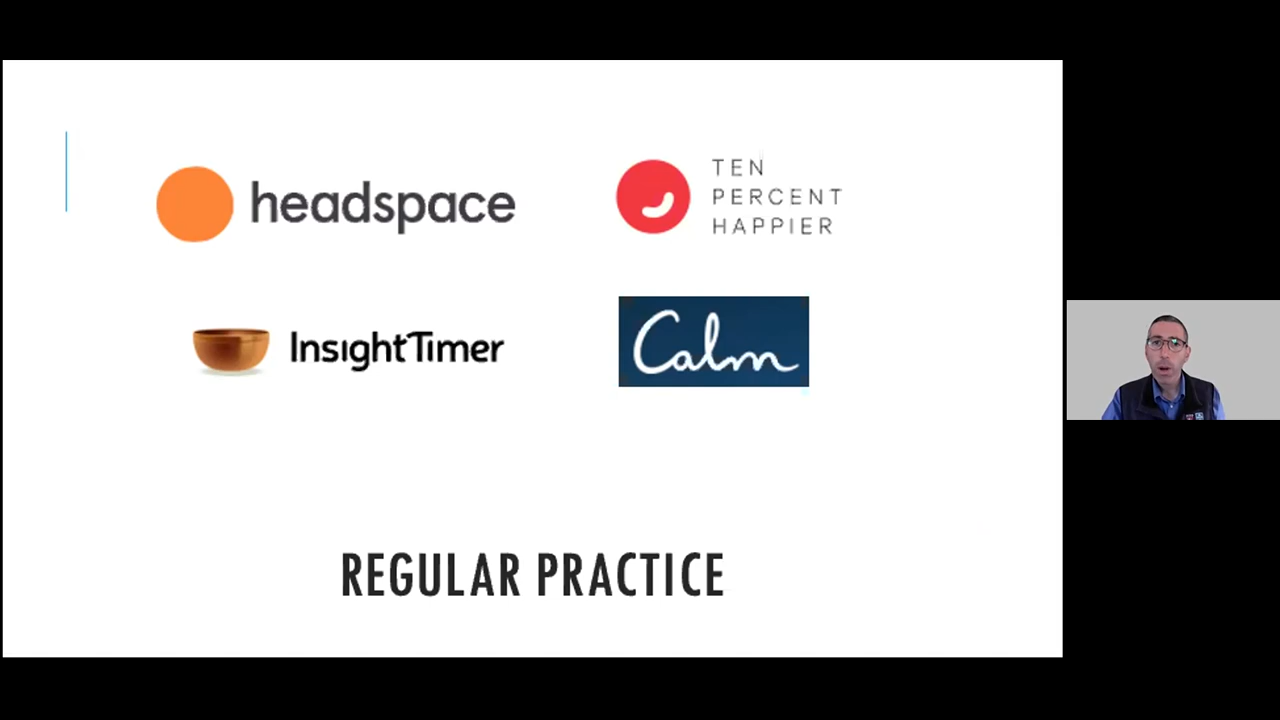 headspace
TEN
PERCENT
HAPPIER
InsightTimer
Calm
REGULAR PRACTICE